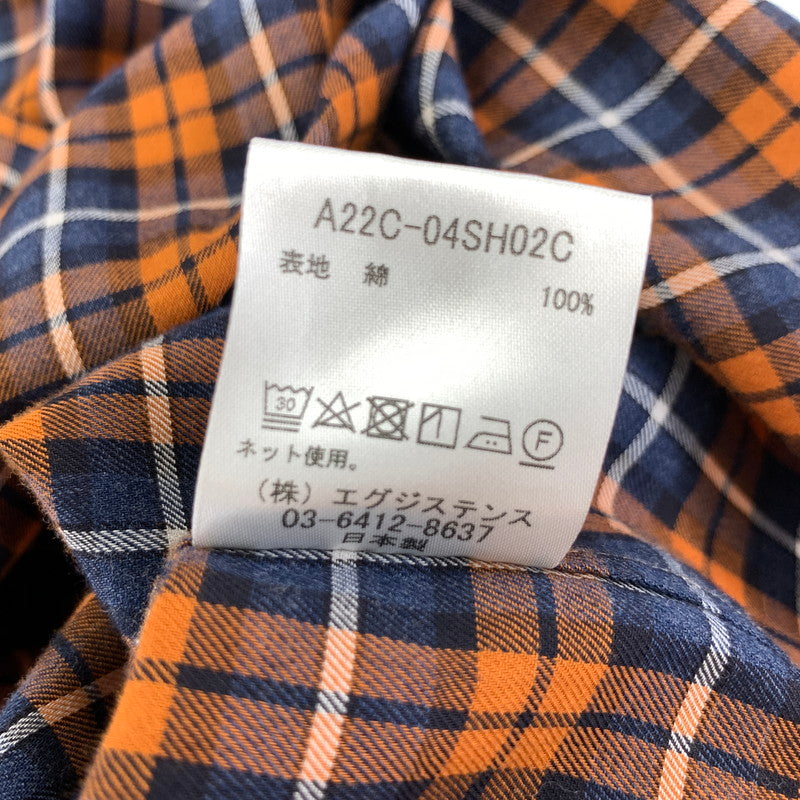 A22C-04SH02C
表地 綿 100%
30
F
ネット使用。
(株) エグジステンス
03-6412-8637
日本製